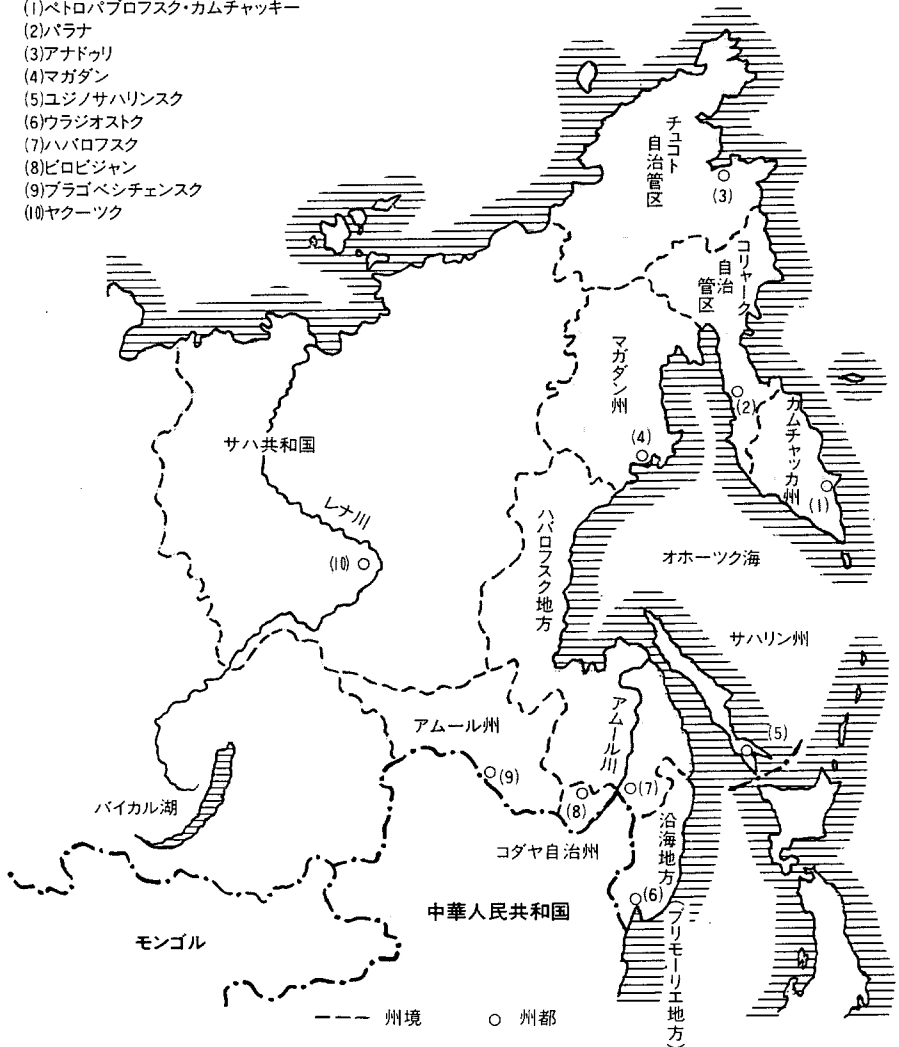 (1)ペトロパブロフスク・カムチャッキー
(2)パラナ
(3)アナドゥリ
(4)マガダン
(5)ユジノサハリンスク
(6)ウラジオストク
(7)ハバロフスク
(8)ビロビジャン
(9)ブラゴベシチェンスク
(10)ヤクーツク
チュコト
自治管区
(3)
コリャーク
自治
管区
マガダン州
(2)
カムチャッカ州
(4)
(1)
サハ共和国
レナ川
(10)
ハバロフスク地方
オホーツク海
サハリン州
アムール州
アムール川
(5)
(9)
(8)
(7)
バイカル湖
コダヤ自治州
沿海地方
(プリモーリエ地方)
(6)
中華人民共和国
モンゴル
州境
州都